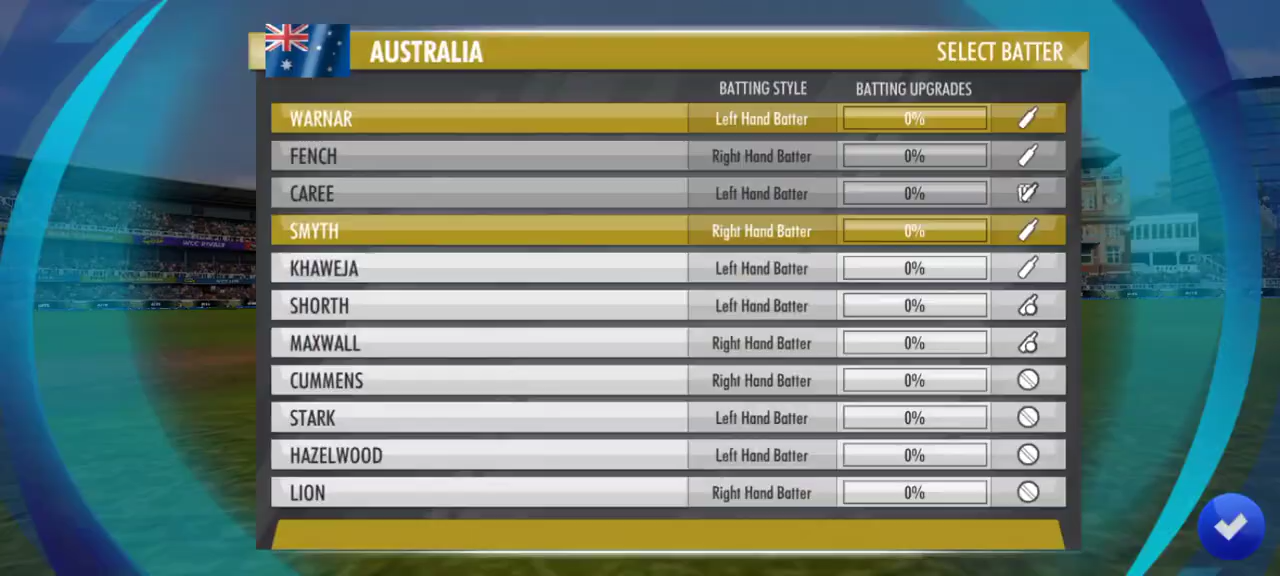 AUSTRALIA SELECT BATTER
BATTING STYLE BATTING UPGRADES
WARNAR Left Hand Batter 0%
FENCH Right Hand Batter 0%
CAREE Left Hand Batter 0%
SMYTH Right Hand Batter 0%
KHAWEJA Left Hand Batter 0%
SHORTH Left Hand Batter 0%
MAXWALL Right Hand Batter 0%
CUMMENS Right Hand Batter 0%
STARK Left Hand Batter 0%
HAZELWOOD Left Hand Batter 0%
LION Right Hand Batter 0%